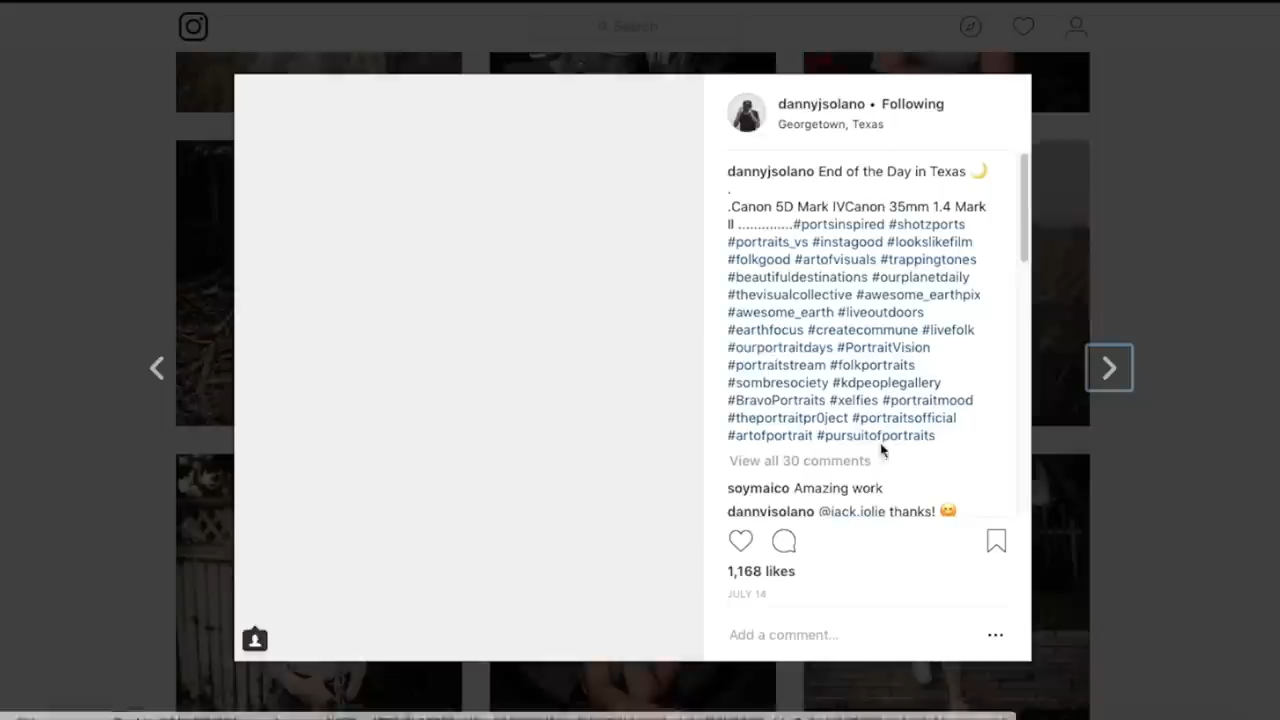 Search
dannyjsolano • Following
Georgetown, Texas
dannyjsolano End of the Day in Texas 🌙
.
.Canon 5D Mark IVCanon 35mm 1.4 Mark
II ..............#portsinspired #shotzports
#portraits_vs #instagood #lookslikefilm
#folkgood #artofvisuals #trappingtones
#beautifuldestinations #ourplanetdaily
#thevisualcollective #awesome_earthpix
#awesome_earth #liveoutdoors
#earthfocus #createcommune #livefolk
#ourportraitdays #PortraitVision
#portraitstream #folkportraits
#sombresociety #kdpeoplegallery
#BravoPortraits #xelfies #portraitmood
#theportraitpr0ject #portraitsofficial
#artofportrait #pursuitofportraits
View all 30 comments
soymaico Amazing work
dannyjsolano @jack.jolie thanks! 😊
1,168 likes
JULY 14
Add a comment...